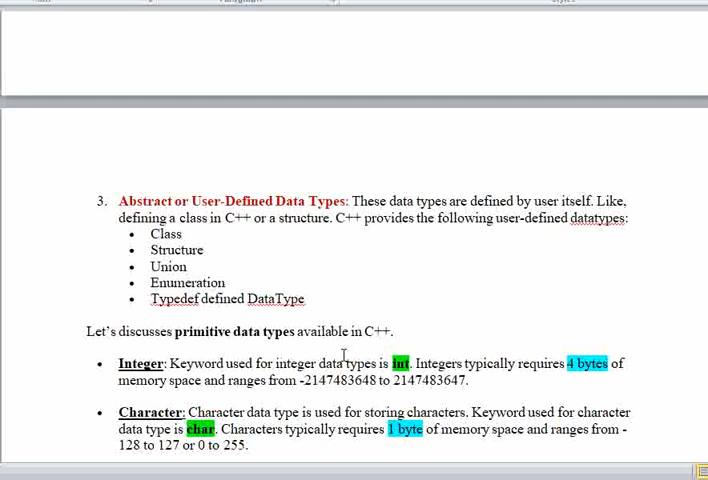 3. Abstract or User-Defined Data Types: These data types are defined by user itself. Like,
defining a class in C++ or a structure. C++ provides the following user-defined datatypes:
• Class
• Structure
• Union
• Enumeration
• Typedef defined DataType
Let's discusses primitive data types available in C++.
• Integer: Keyword used for integer data types is int. Integers typically requires 4 bytes of
memory space and ranges from -2147483648 to 2147483647.
• Character: Character data type is used for storing characters. Keyword used for character
data type is char. Characters typically requires 1 byte of memory space and ranges from -
128 to 127 or 0 to 255.